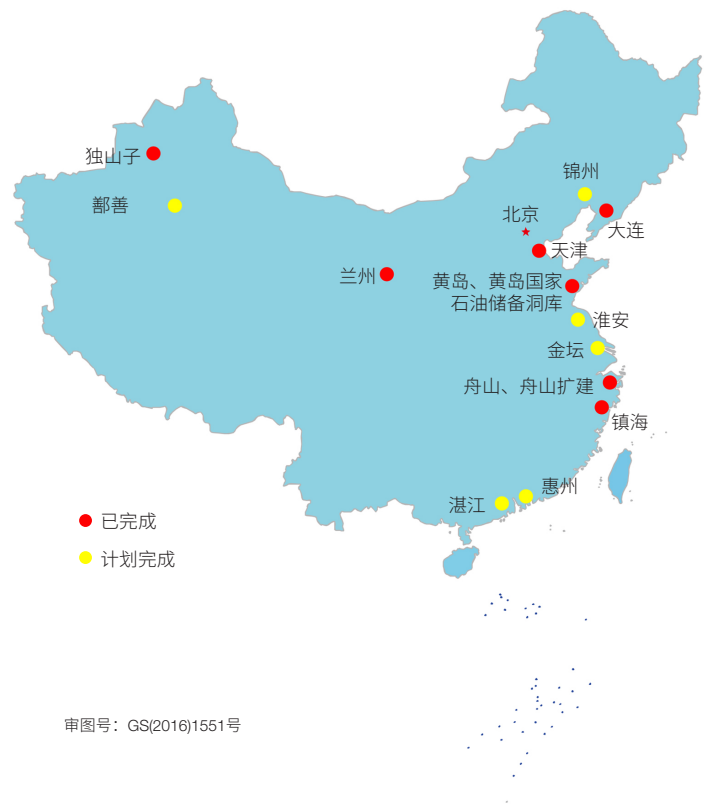 独山子
锦州
鄯善
北京
大连
天津
兰州
黄岛、黄岛国家
石油储备洞库
淮安
金坛
舟山、舟山扩建
镇海
惠州
湛江
已完成
计划完成
审图号：GS(2016)1551号